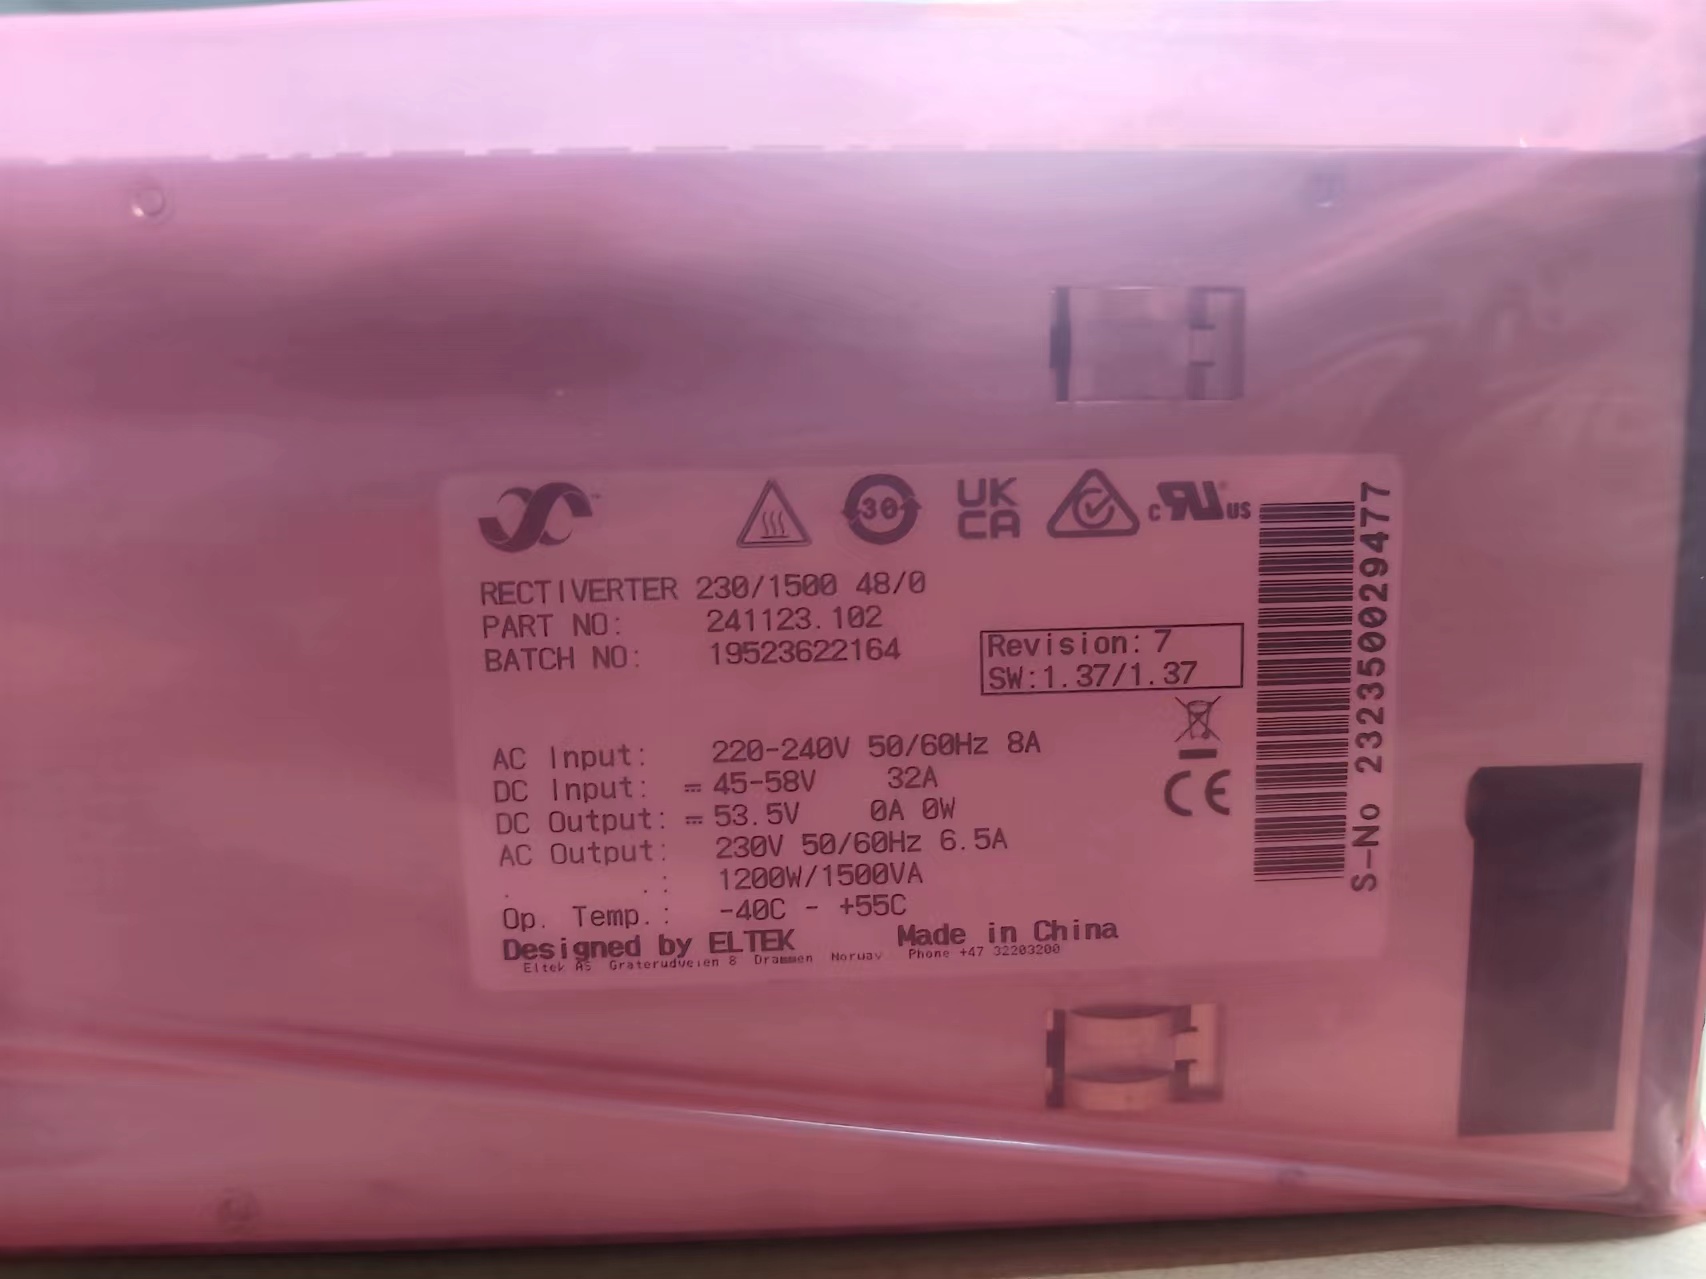 30
UK
CA
c RU US
RECTIVERTER 230/1500 48/0
PART NO: 241123.102
BATCH NO: 19523622164
Revision: 7
SW:1.37/1.37
AC Input: 220-240V 50/60Hz 8A
DC Input: ⎓ 45-58V 32A
DC Output: ⎓ 53.5V 0A 0W
AC Output: 230V 50/60Hz 6.5A
. .: 1200W/1500VA
Op. Temp.: -40C - +55C
Designed by ELTEK Made in China
Eltek AS Graterudveien 8 Drammen Norway Phone +47 32203200
CE
S-No 232350029477